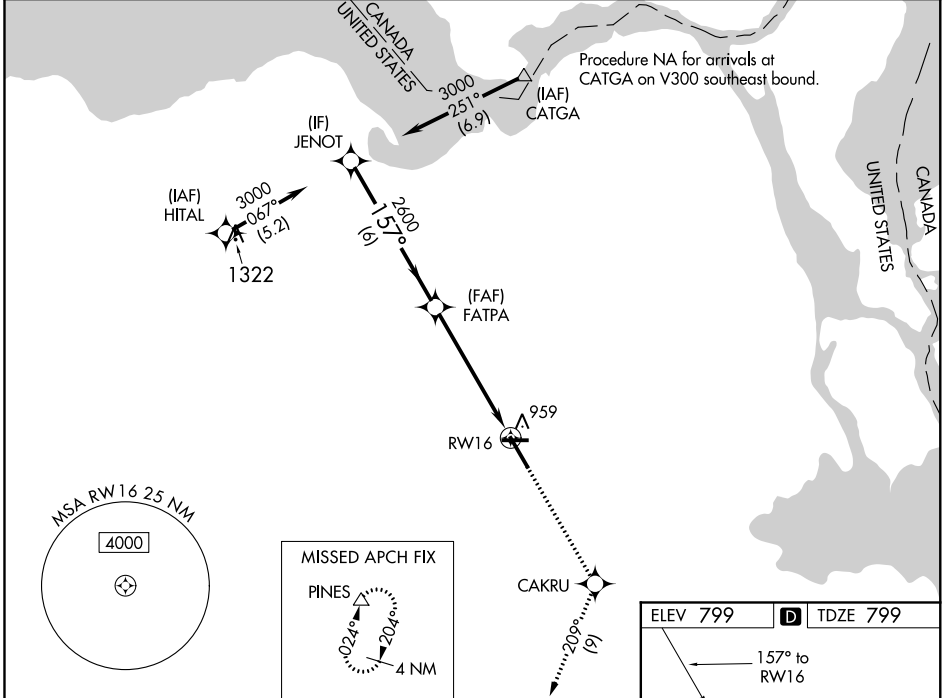 CANADA
UNITED STATES
Procedure NA for arrivals at
CATGA on V300 southeast bound.
3000
251°
(6.9)
(IAF)
CATGA
(IF)
JENOT
(IAF)
HITAL
3000
067°
(5.2)
1322
2600
157°
(6)
CANADA
UNITED STATES
(FAF)
FATPA
959
RW16
MSA RW16 25 NM
4000
MISSED APCH FIX
PINES
024°
204°
4 NM
CAKRU
209°
(9)
ELEV 799
D
TDZE 799
157° to
RW16